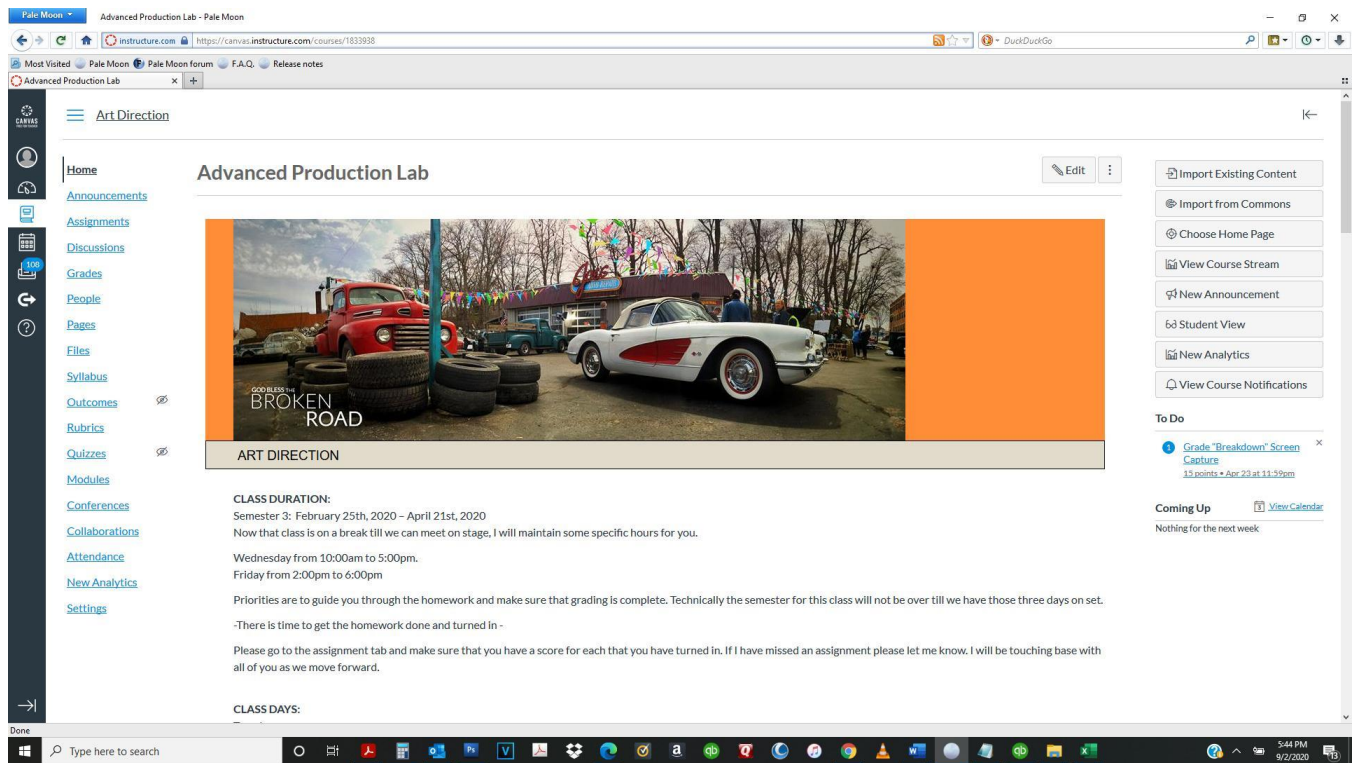 Pale Moon
Advanced Production Lab - Pale Moon
instructure.com
https://canvas.instructure.com/courses/1833938
DuckDuckGo
Most Visited
Pale Moon
Pale Moon forum
F.A.Q.
Release notes
Advanced Production Lab
CANVAS
Art Direction
Home
Announcements
Assignments
Discussions
108
Grades
People
Pages
Files
Syllabus
Outcomes
Rubrics
Quizzes
Modules
Conferences
Collaborations
Attendance
New Analytics
Settings
Advanced Production Lab
Edit
GOD BLESS THE
BROKEN
ROAD
ART DIRECTION
CLASS DURATION:
Semester 3: February 25th, 2020 – April 21st, 2020
Now that class is on a break till we can meet on stage, I will maintain some specific hours for you.
Wednesday from 10:00am to 5:00pm.
Friday from 2:00pm to 6:00pm
Priorities are to guide you through the homework and make sure that grading is complete. Technically the semester for this class will not be over till we have those three days on set.
-There is time to get the homework done and turned in -
Please go to the assignment tab and make sure that you have a score for each that you have turned in. If I have missed an assignment please let me know. I will be touching base with
all of you as we move forward.
CLASS DAYS:
Import Existing Content
Import from Commons
Choose Home Page
View Course Stream
New Announcement
Student View
New Analytics
View Course Notifications
To Do
1
Grade "Breakdown" Screen
Capture
15 points • Apr 23 at 11:59pm
Coming Up
View Calendar
Nothing for the next week
Done
Type here to search
5:44 PM
9/2/2020
13